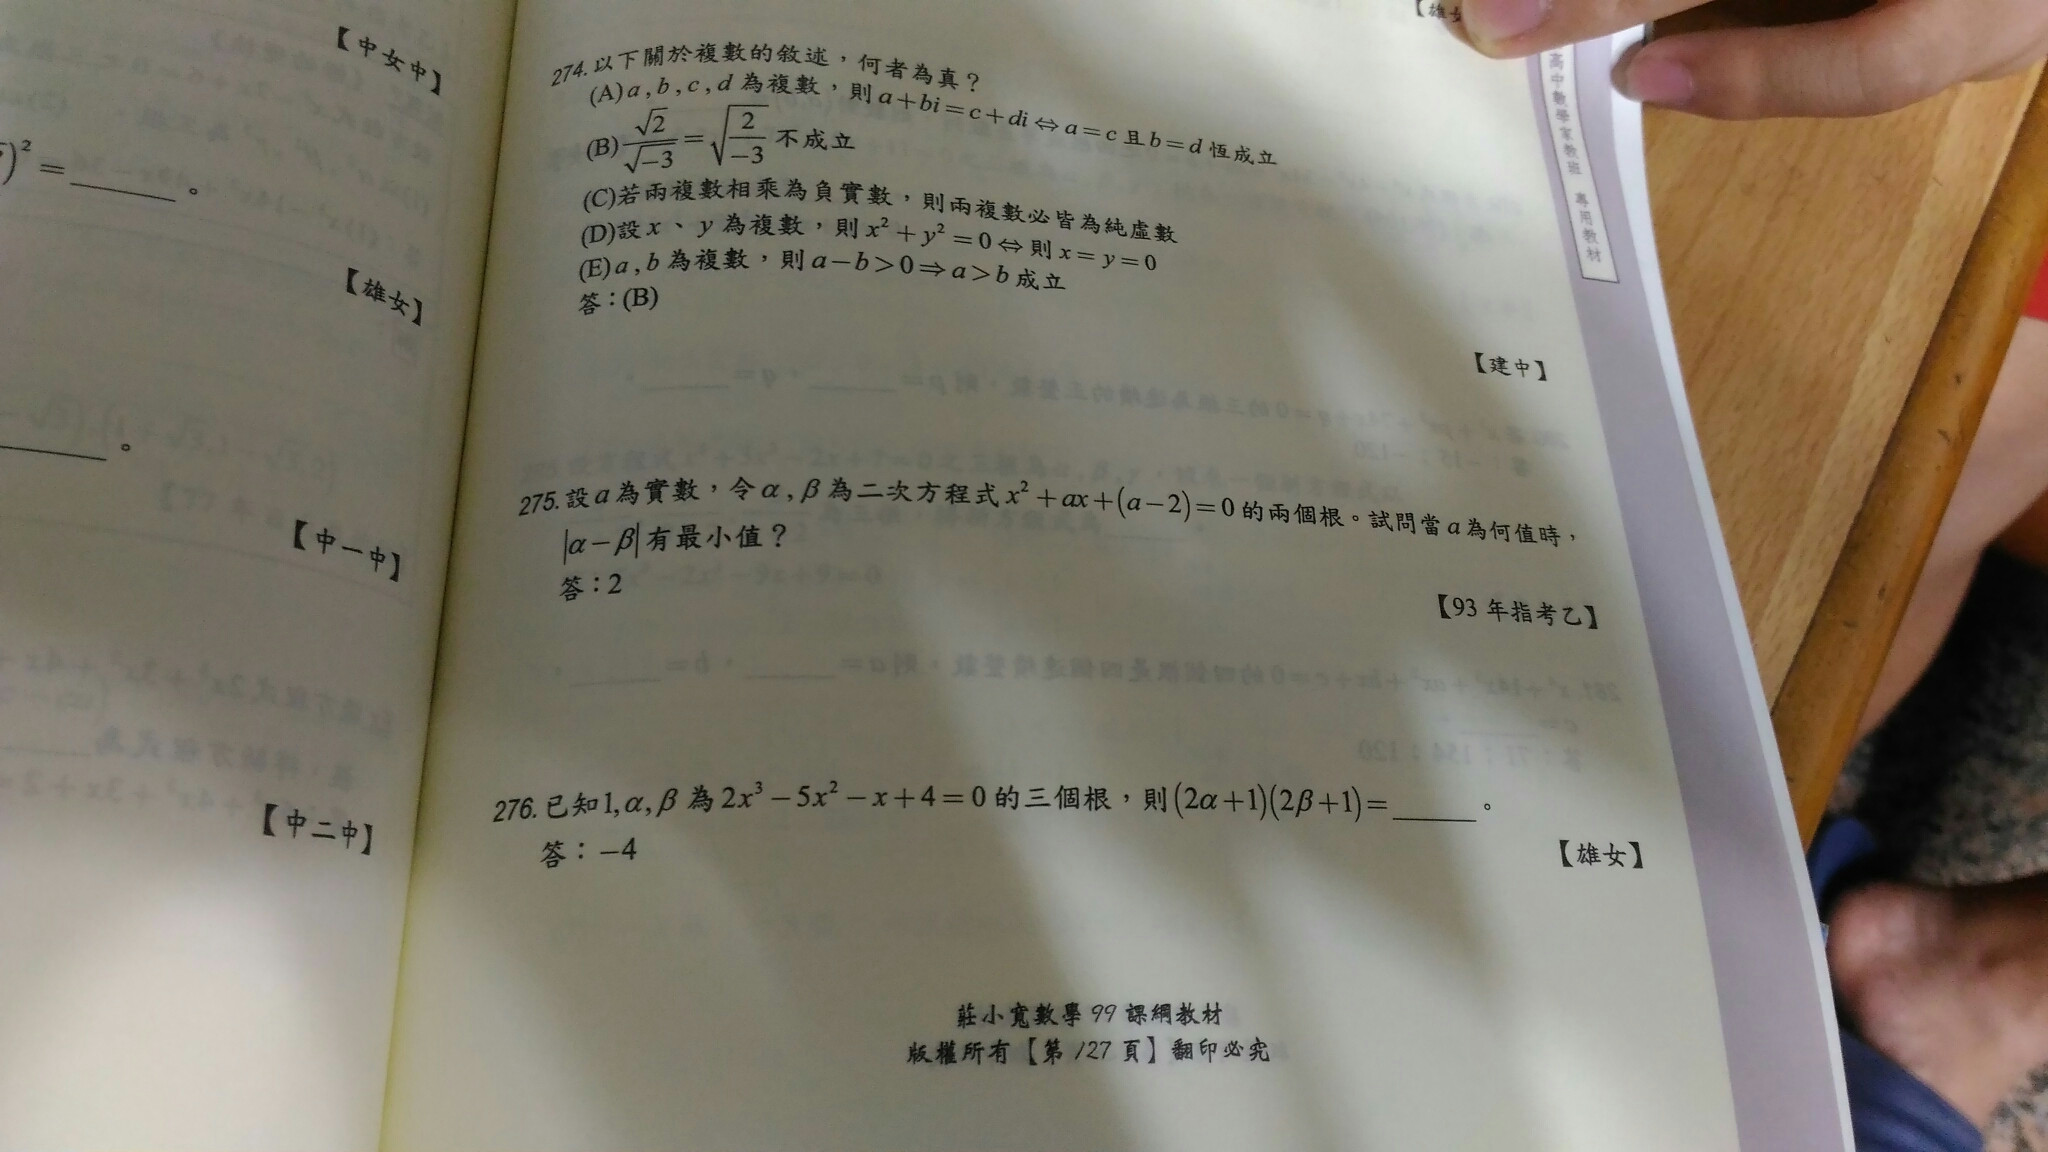 【中女中】
)² = ______ 。
【雄女】
______ 。
【中一中】
【中二中】
274. 以下關於複數的敘述，何者為真？
(A) a , b , c , d 為複數，則 a + bi = c + di ⇔ a = c 且 b = d 恆成立
(B) √2/√-3 = √(2/-3) 不成立
(C)若兩複數相乘為負實數，則兩複數必皆為純虛數
(D)設 x 、 y 為複數，則 x² + y² = 0 ⇔ 則 x = y = 0
(E) a , b 為複數，則 a − b > 0 ⇒ a > b 成立
答：(B)
【建中】
275. 設 a 為實數，令 α , β 為二次方程式 x² + ax + (a − 2) = 0 的兩個根。試問當 a 為何值時，
|α − β| 有最小值？
答：2
【93 年指考乙】
276. 已知 1, α, β 為 2x³ − 5x² − x + 4 = 0 的三個根，則 (2α + 1)(2β + 1) = ______ 。
答：−4
【雄女】
莊小寬數學 99 課綱教材
版權所有【第 127 頁】翻印必究
高中數學家教班 專用教材